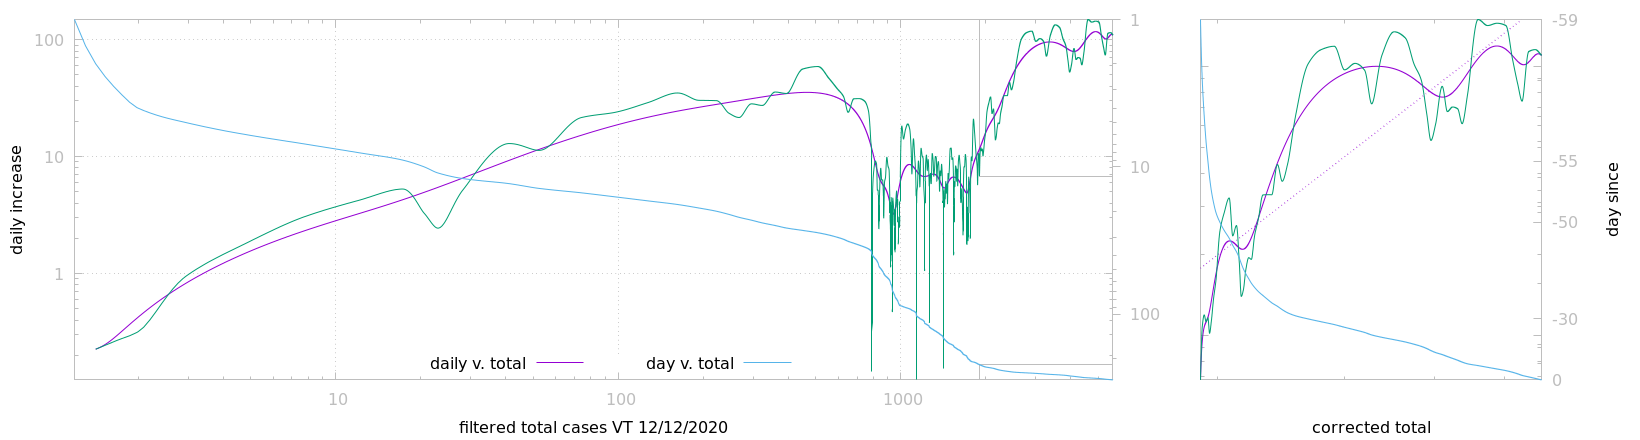 100
10
1
daily increase
1
10
100
daily v. total
day v. total
10
100
1000
filtered total cases VT 12/12/2020
-59
-55
-50
-30
0
day since
corrected total